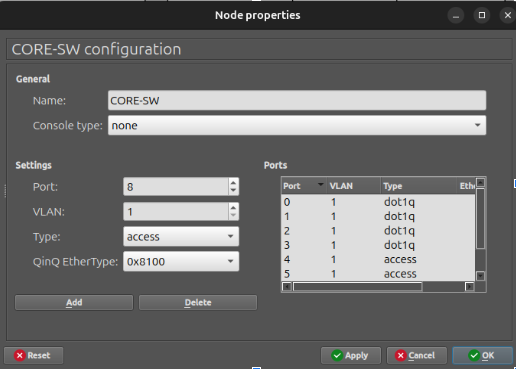 Node properties
CORE-SW configuration
General
Name: CORE-SW
Console type: none
Settings
Port: 8
VLAN: 1
Type: access
QinQ EtherType: 0x8100
Add Delete
Ports
Port VLAN Type Ethe
0 1 dot1q
1 1 dot1q
2 1 dot1q
3 1 dot1q
4 1 access
5 1 access
Reset Apply Cancel OK